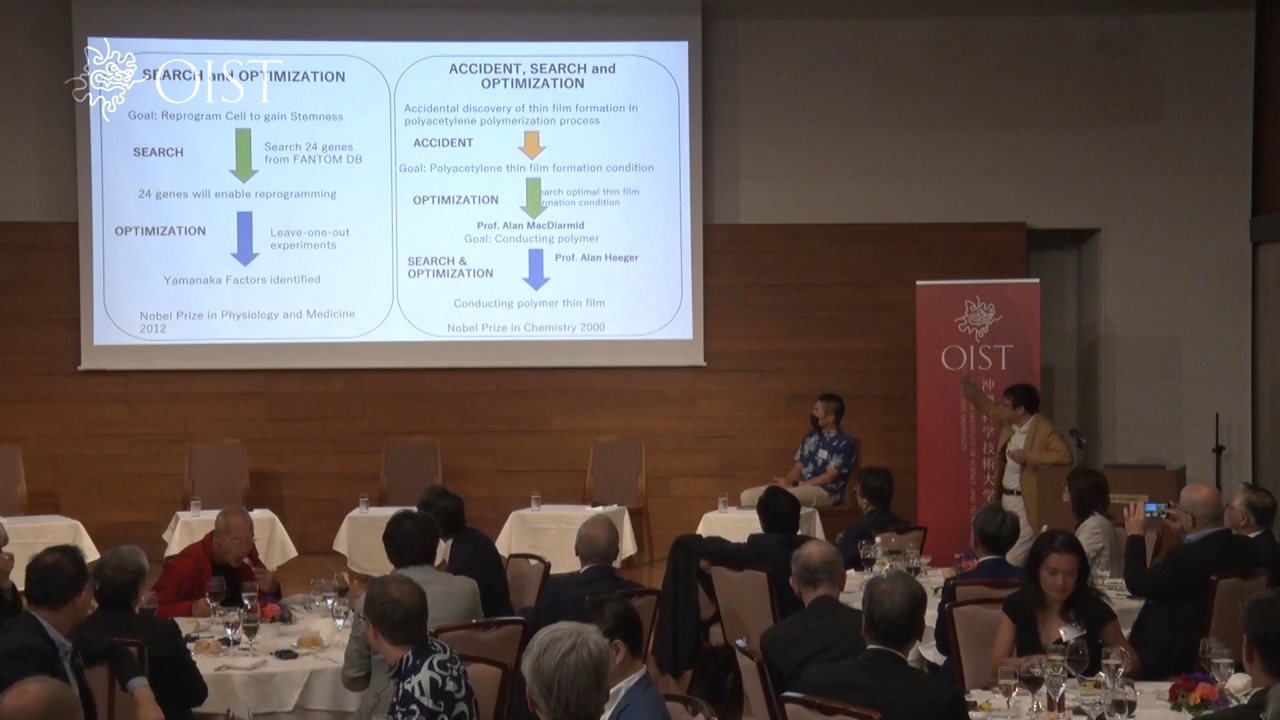 OIST
SEARCH and OPTIMIZATION
Goal: Reprogram Cell to gain Stemness
SEARCH
Search 24 genes
from FANTOM DB
24 genes will enable reprogramming
OPTIMIZATION
Leave-one-out
experiments
Yamanaka Factors identified
Nobel Prize in Physiology and Medicine
2012
ACCIDENT, SEARCH and
OPTIMIZATION
Accidental discovery of thin film formation in
polyacetylene polymerization process
ACCIDENT
Goal: Polyacetylene thin film formation condition
OPTIMIZATION
earch optimal thin film
rmation condition
Prof. Alan MacDiarmid
Goal: Conducting polymer
SEARCH &
OPTIMIZATION
Prof. Alan Heeger
Conducting polymer thin film
Nobel Prize in Chemistry 2000
OIST
沖 科学技術大学